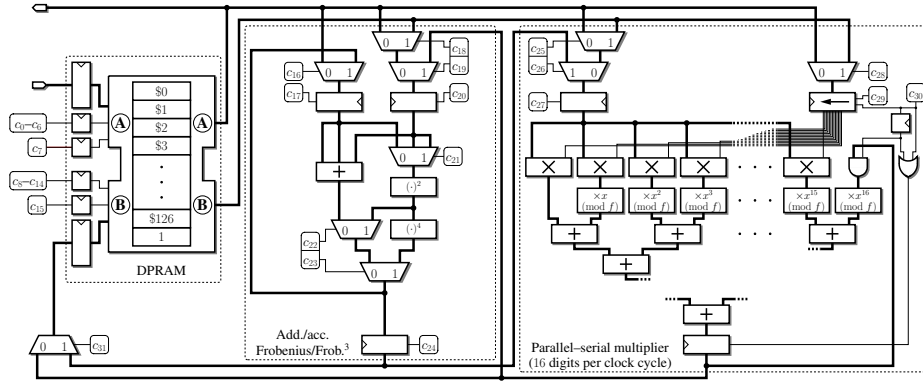 0 1
0 1
c18
c19
0 1
0 1
c16
c17
c20
c25
c26
0 1
1 0
c27
0 1
c28
c29
c30
$0
$1
$2
$3
$126
1
A
A
B
B
c0–c6
c7
c8–c14
c15
DPRAM
+
0 1
c21
(·)²
(·)⁴
0 1
c22
c23
0 1
Add./acc.
Frobenius/Frob.³
c24
0 1
c31
× × × × ×
×x
(mod f)
×x²
(mod f)
×x³
(mod f)
×x¹⁵
(mod f)
×x¹⁶
(mod f)
· · ·
· · ·
· · ·
+ + +
+
+
Parallel–serial multiplier
(16 digits per clock cycle)